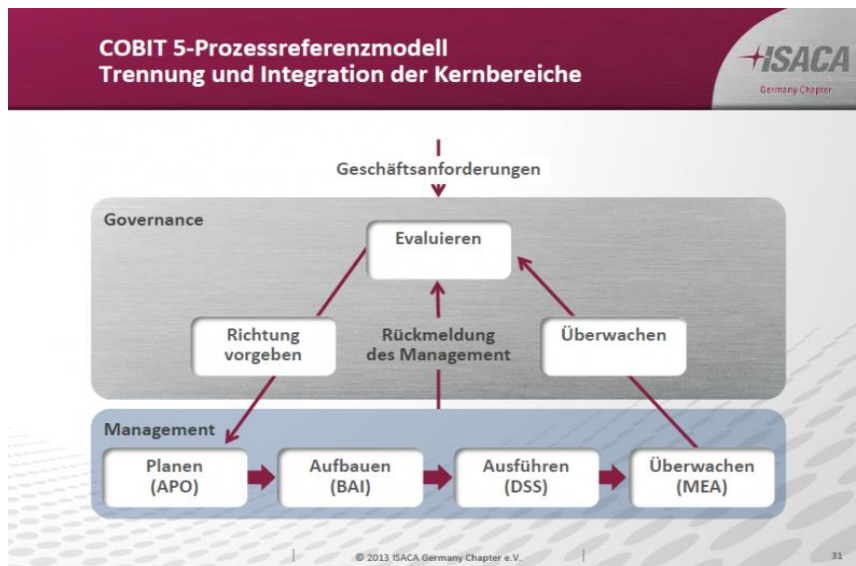 COBIT 5-Prozessreferenzmodell
Trennung und Integration der Kernbereiche
ISACA
Germany Chapter
Geschäftsanforderungen
Governance
Evaluieren
Richtung
vorgeben
Rückmeldung
des Management
Überwachen
Management
Planen
(APO)
Aufbauen
(BAI)
Ausführen
(DSS)
Überwachen
(MEA)
© 2013 ISACA Germany Chapter e.V.
31